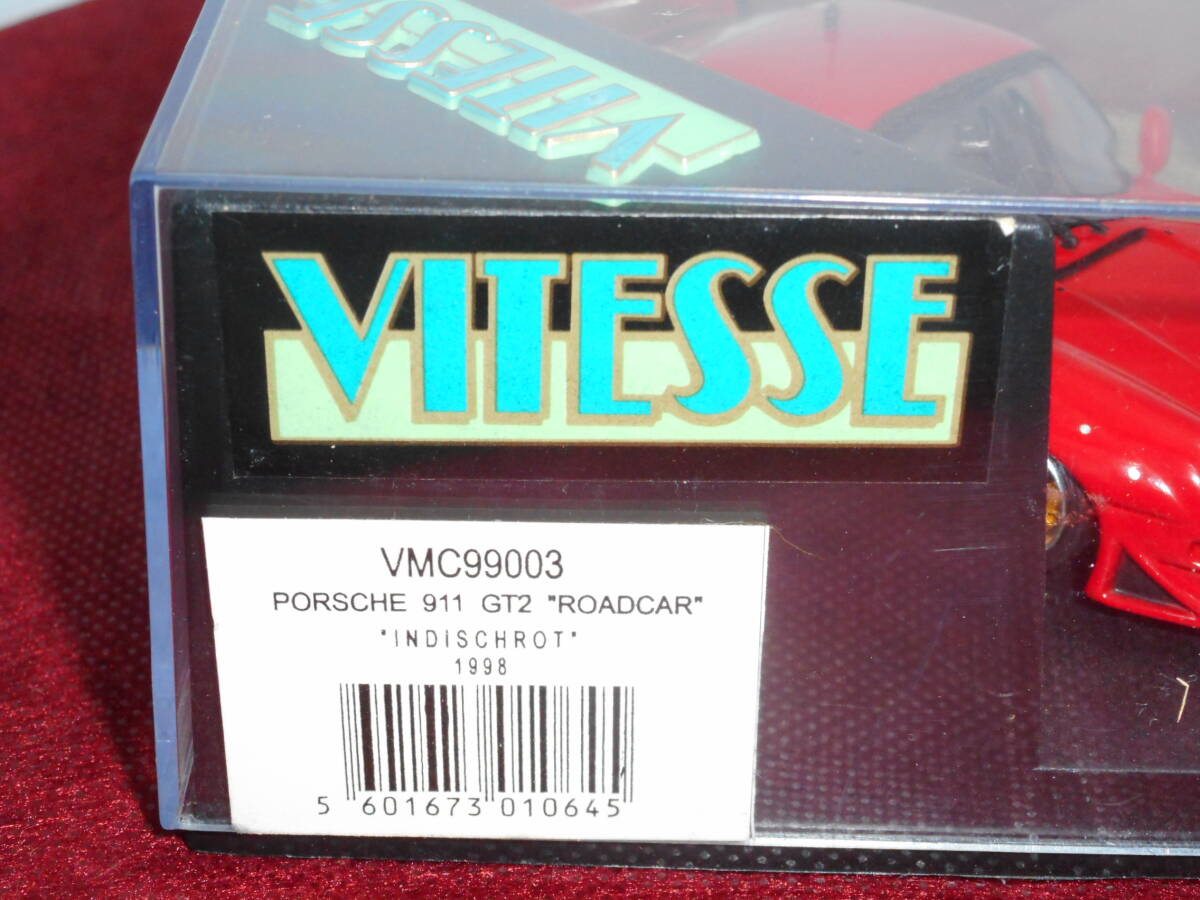 VITESSE
VITESSE
VMC99003
PORSCHE 911 GT2 "ROADCAR"
"INDISCHROT"
1998
5 601673 010645